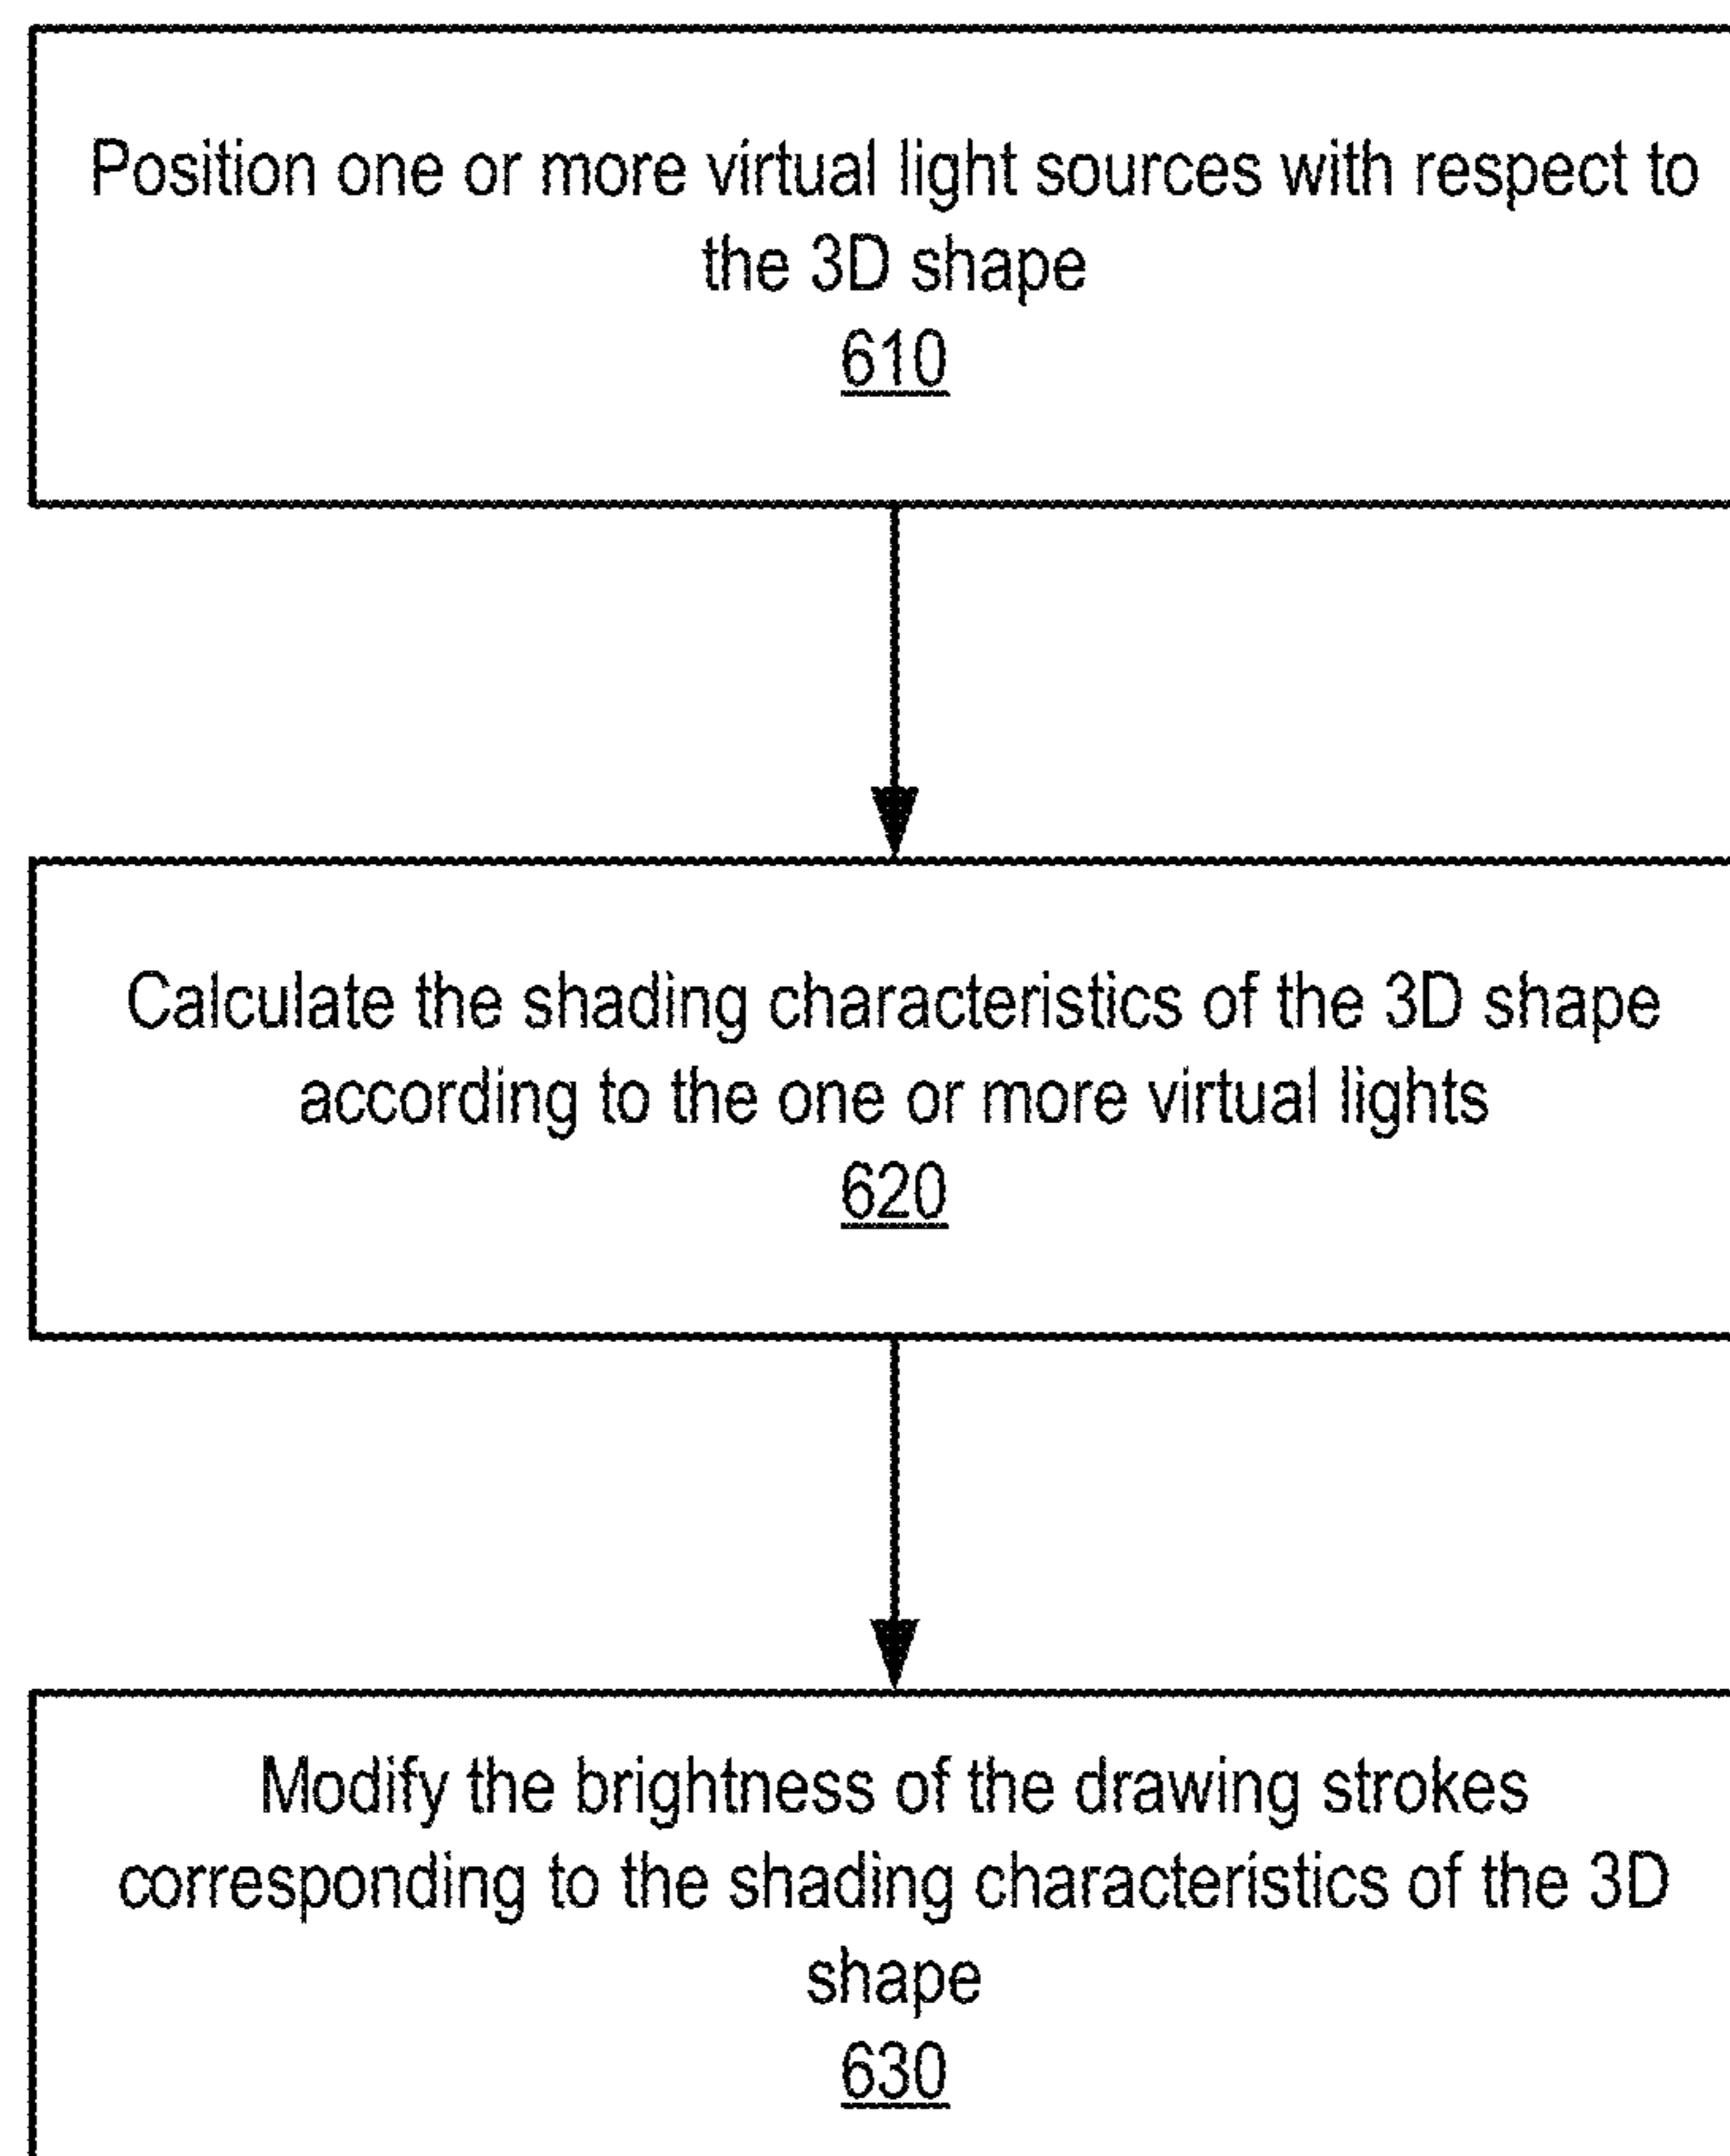 Position one or more virtual light sources with respect to
the 3D shape
610
Calculate the shading characteristics of the 3D shape
according to the one or more virtual lights
620
Modify the brightness of the drawing strokes
corresponding to the shading characteristics of the 3D
shape
630